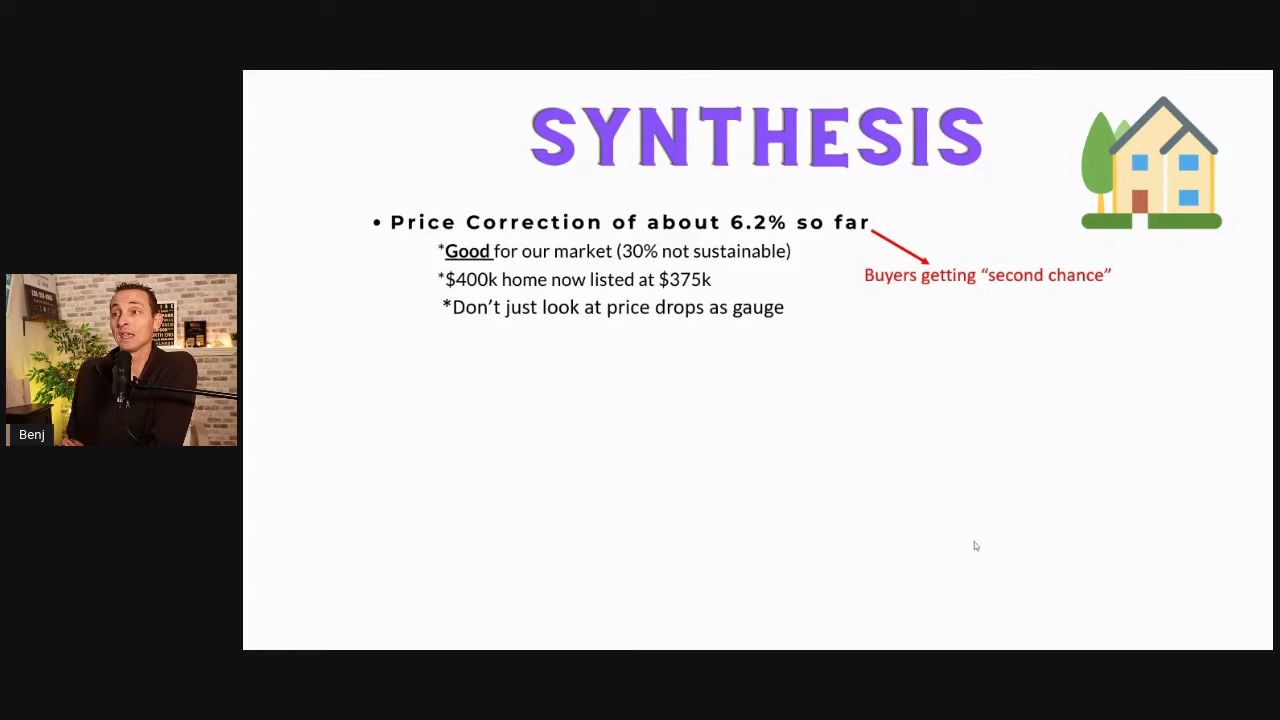 SYNTHESIS
• Price Correction of about 6.2% so far
*Good for our market (30% not sustainable)
Buyers getting “second chance”
*$400k home now listed at $375k
*Don’t just look at price drops as gauge
Benj